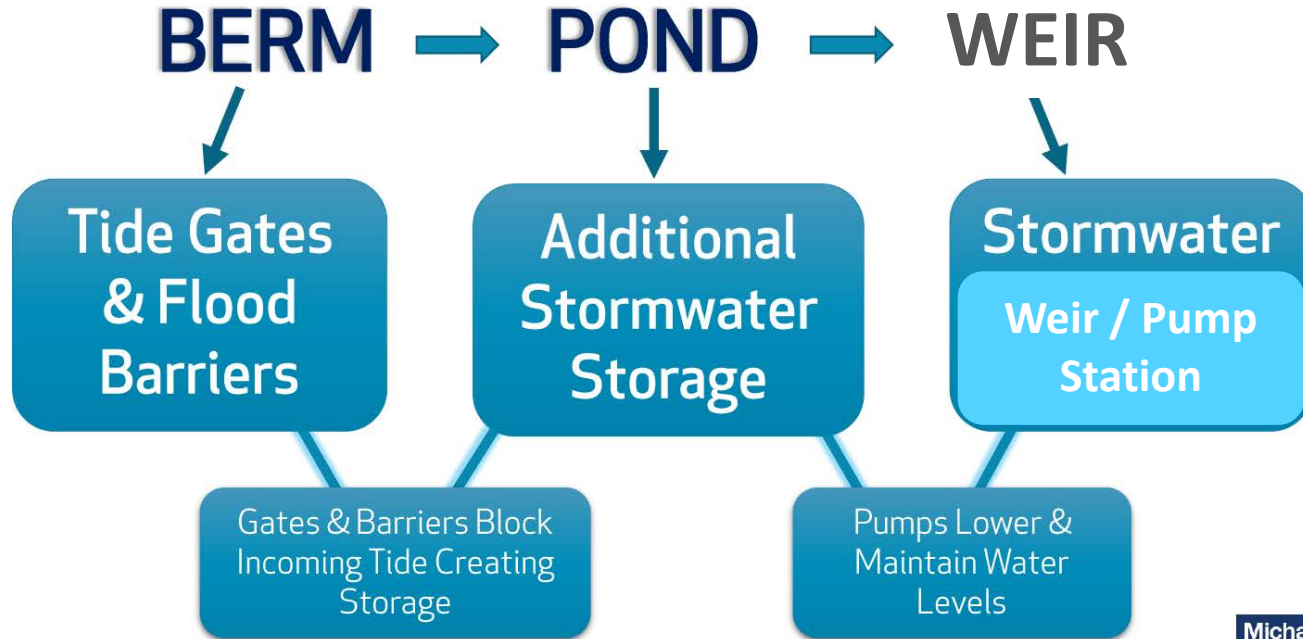 BERM POND WEIR
Tide Gates
& Flood
Barriers
Additional
Stormwater
Storage
Stormwater
Weir / Pump
Station
Gates & Barriers Block
Incoming Tide Creating
Storage
Pumps Lower &
Maintain Water
Levels